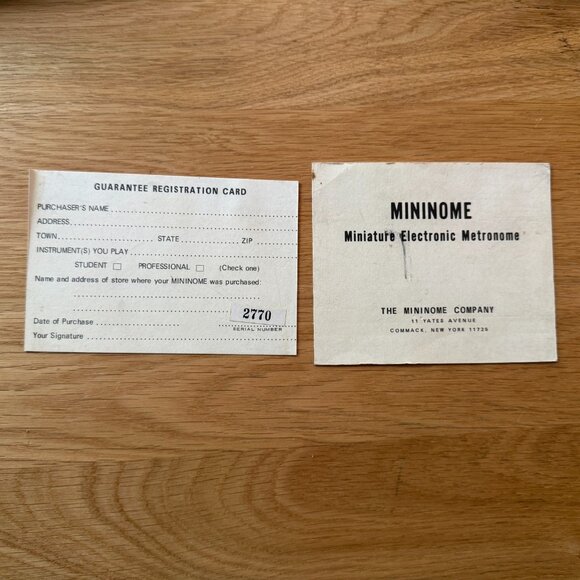 GUARANTEE REGISTRATION CARD
PURCHASER'S NAME
ADDRESS
TOWN STATE ZIP
INSTRUMENT(S) YOU PLAY
STUDENT PROFESSIONAL (Check one)
Name and address of store where your MININOME was purchased:
2770
Date of Purchase
SERIAL NUMBER
Your Signature
MININOME
Miniature Electronic Metronome
THE MININOME COMPANY
11 YATES AVENUE
COMMACK, NEW YORK 11725